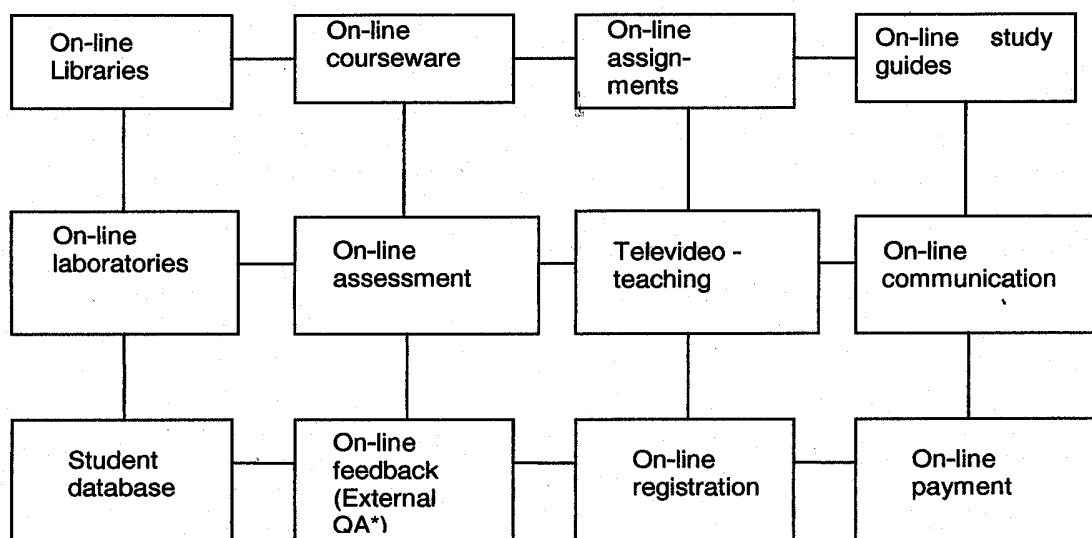 On-line
Libraries
On-line
courseware
On-line
assign-
ments
On-line study
guides
On-line
laboratories
On-line
assessment
Televideo -
teaching
On-line
communication
Student
database
On-line
feedback
(External
QA*)
On-line
registration
On-line
payment